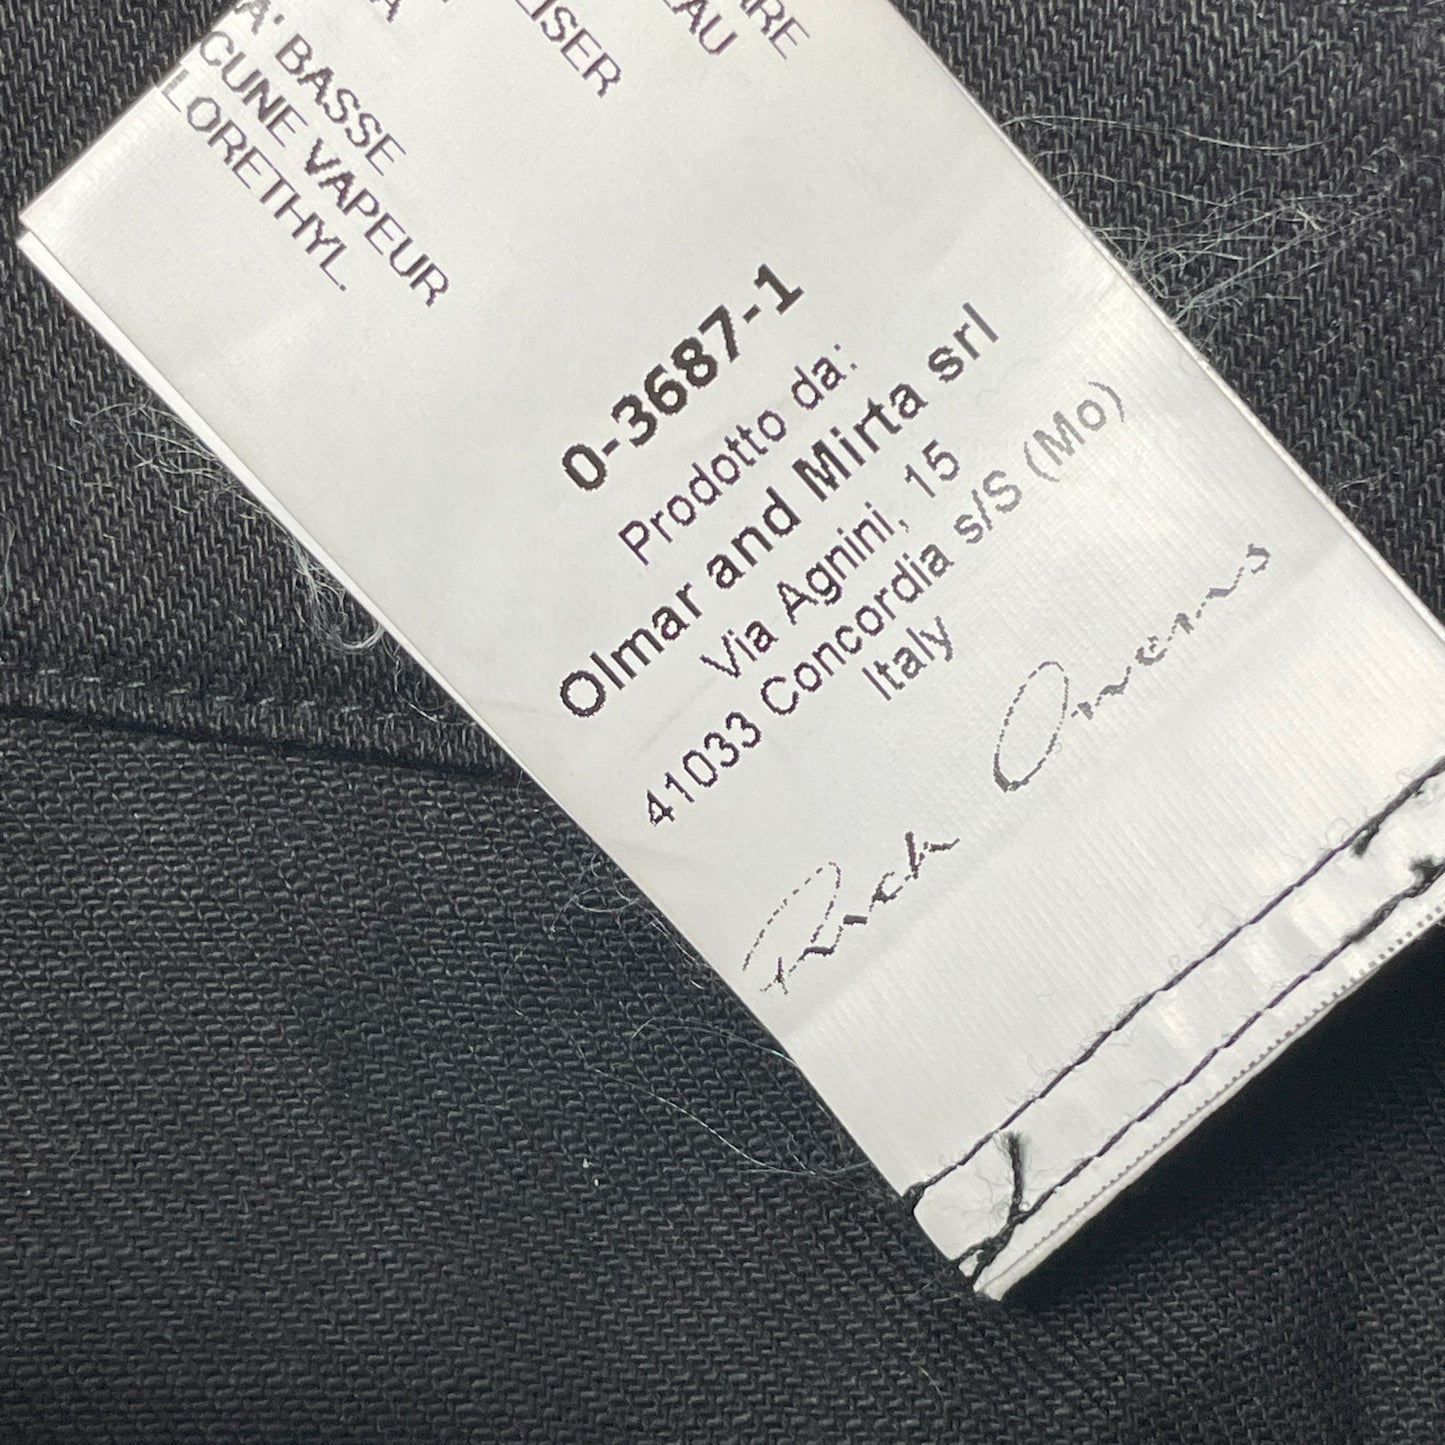 A' BASSE
CUNE VAPEUR
LORETHYL.
0-3687-1
Prodotto da:
Olmar and Mirta srl
Via Agnini, 15
41033 Concordia s/S (Mo)
Italy
Rick Owens